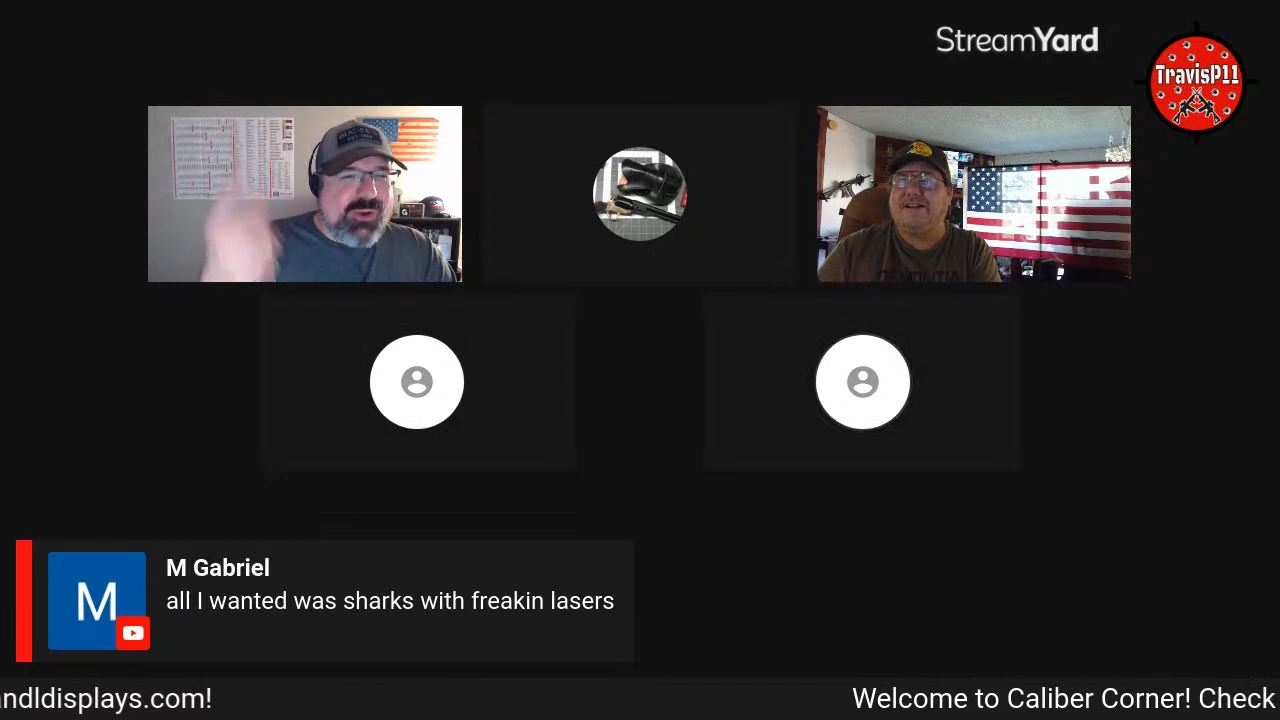 StreamYard
TravisP11
M Gabriel
all I wanted was sharks with freakin lasers
M
andldisplays.com!
Welcome to Caliber Corner! Check